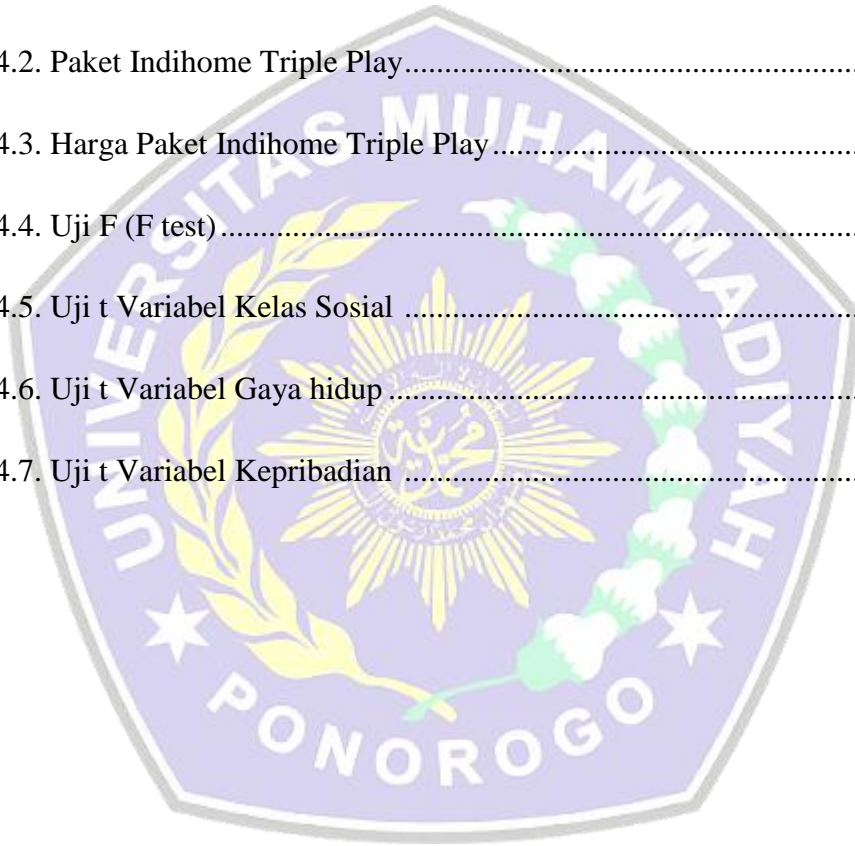 4.2. Paket Indihome Triple Play
4.3. Harga Paket Indihome Triple Play
4.4. Uji F (F test)
4.5. Uji t Variabel Kelas Sosial
4.6. Uji t Variabel Gaya hidup
4.7. Uji t Variabel Kepribadian
UNIVERSITAS MUHAMMADIYAH
PONOROGO